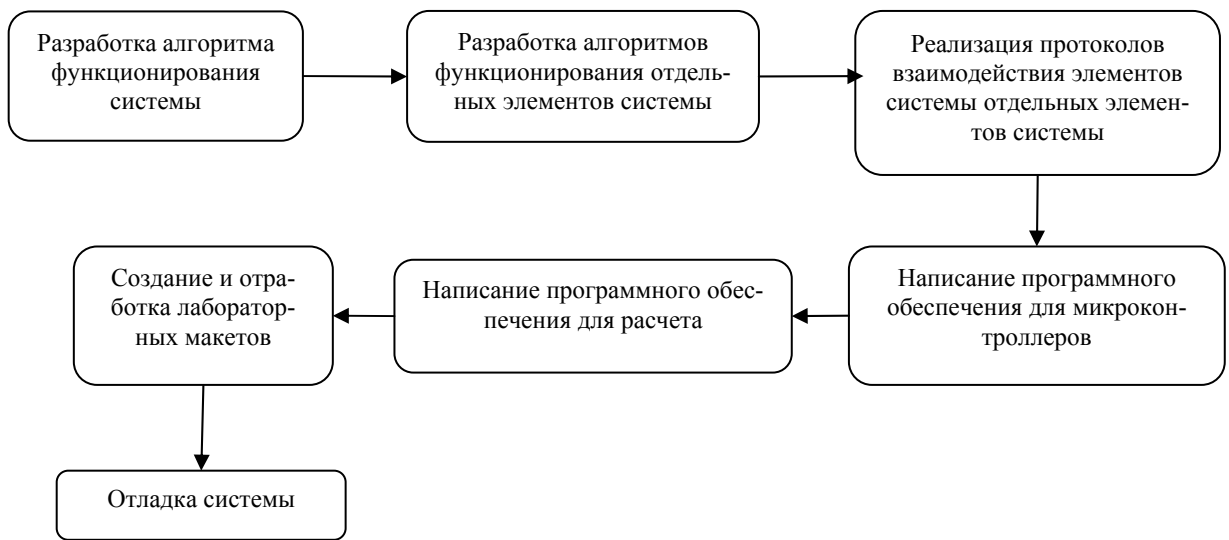 Разработка алгоритма
функционирования
системы
Разработка алгоритмов
функционирования отдель-
ных элементов системы
Реализация протоколов
взаимодействия элементов
системы отдельных элемен-
тов системы
Написание программного
обеспечения для микрокон-
троллеров
Написание программного обес-
печения для расчета
Создание и отра-
ботка лаборатор-
ных макетов
Отладка системы